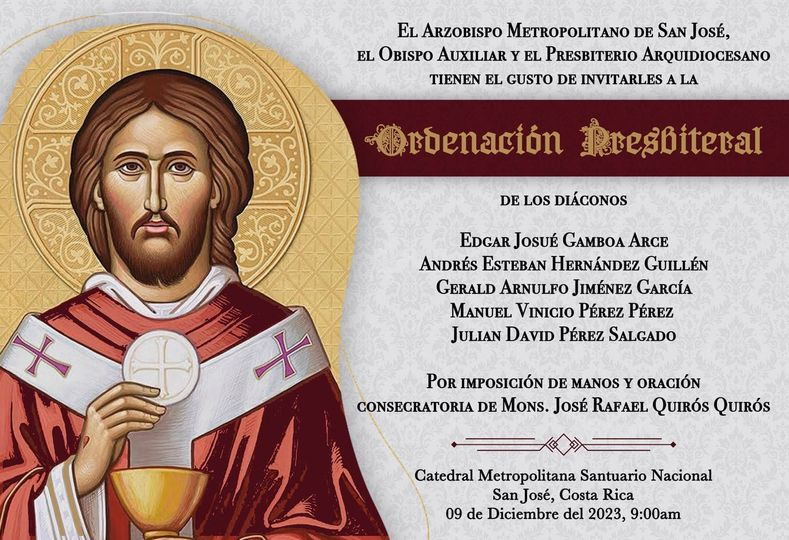 El Arzobispo Metropolitano de San José,
el Obispo Auxiliar y el Presbiterio Arquidiocesano
tienen el gusto de invitarles a la
Ordenación Presbiteral
de los diáconos
Edgar Josué Gamboa Arce
Andrés Esteban Hernández Guillén
Gerald Arnulfo Jiménez García
Manuel Vinicio Pérez Pérez
Julian David Pérez Salgado
Por imposición de manos y oración
consecratoria de Mons. José Rafael Quirós Quirós
Catedral Metropolitana Santuario Nacional
San José, Costa Rica
09 de Diciembre del 2023, 9:00am